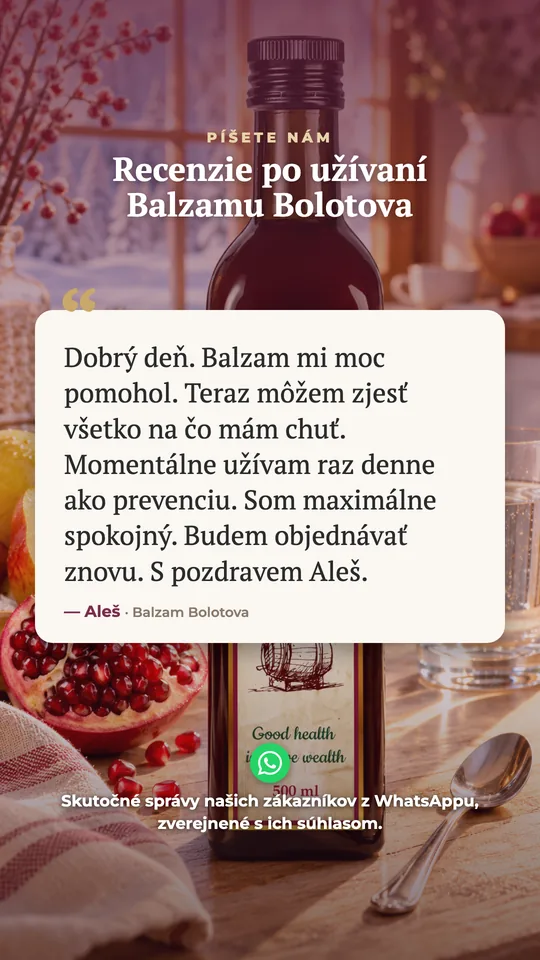 PÍŠETE NÁM
Recenzie po užívaní
Balzamu Bolotova
“
Dobrý deň. Balzam mi moc
pomohol. Teraz môžem zjesť
všetko na čo mám chuť.
Momentálne užívam raz denne
ako prevenciu. Som maximálne
spokojný. Budem objednávať
znovu. S pozdravem Aleš.
— Aleš · Balzam Bolotova
Good health
wealth
500 ml
Skutočné správy našich zákazníkov z WhatsAppu,
zverejnené s ich súhlasom.